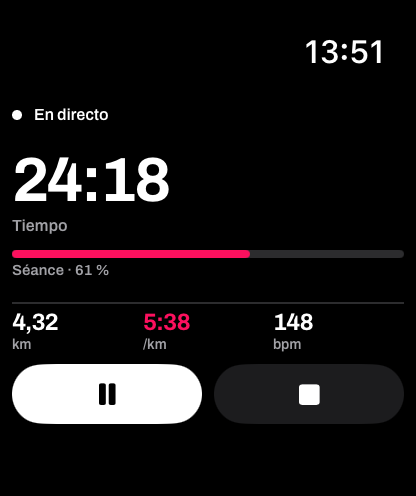 13:51
En directo
24:18
Tiempo
Séance · 61 %
4,32 5:38 148
km /km bpm